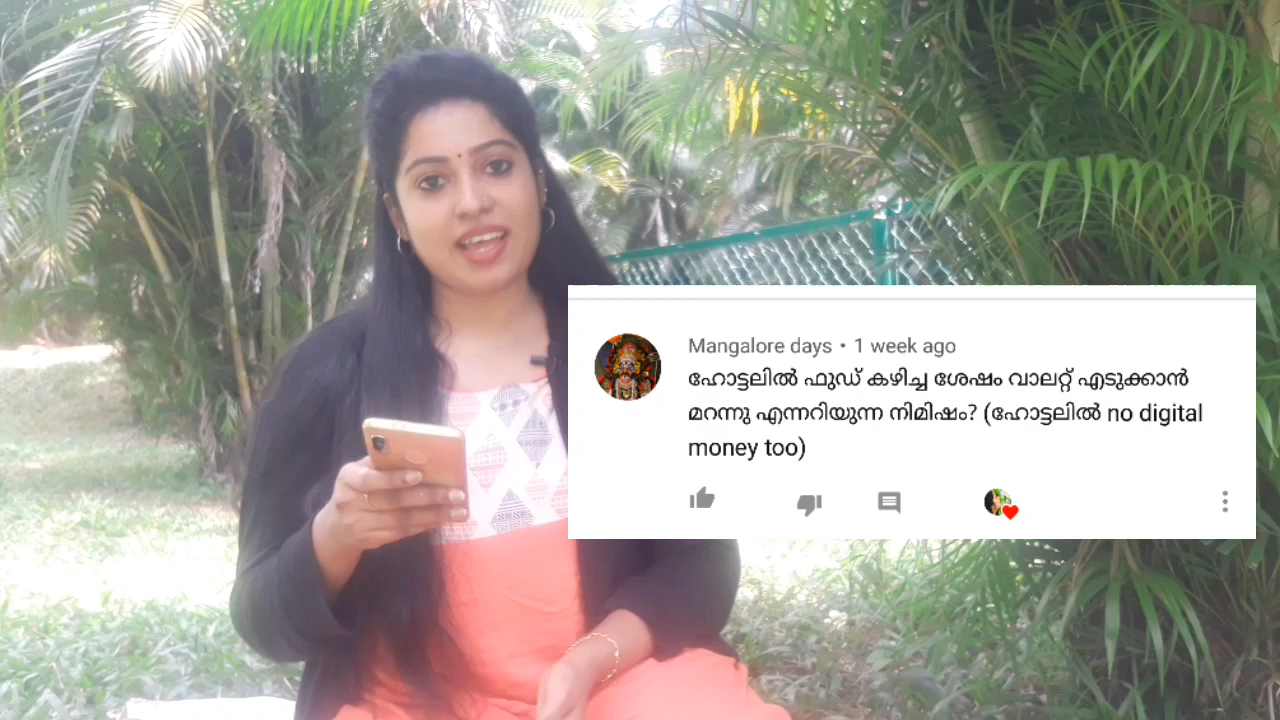 Mangalore days • 1 week ago
ഹോട്ടലിൽ ഫുഡ് കഴിച്ച ശേഷം വാലറ്റ് എടുക്കാൻ
മറന്നു എന്നറിയുന്ന നിമിഷം? (ഹോട്ടലിൽ no digital
money too)